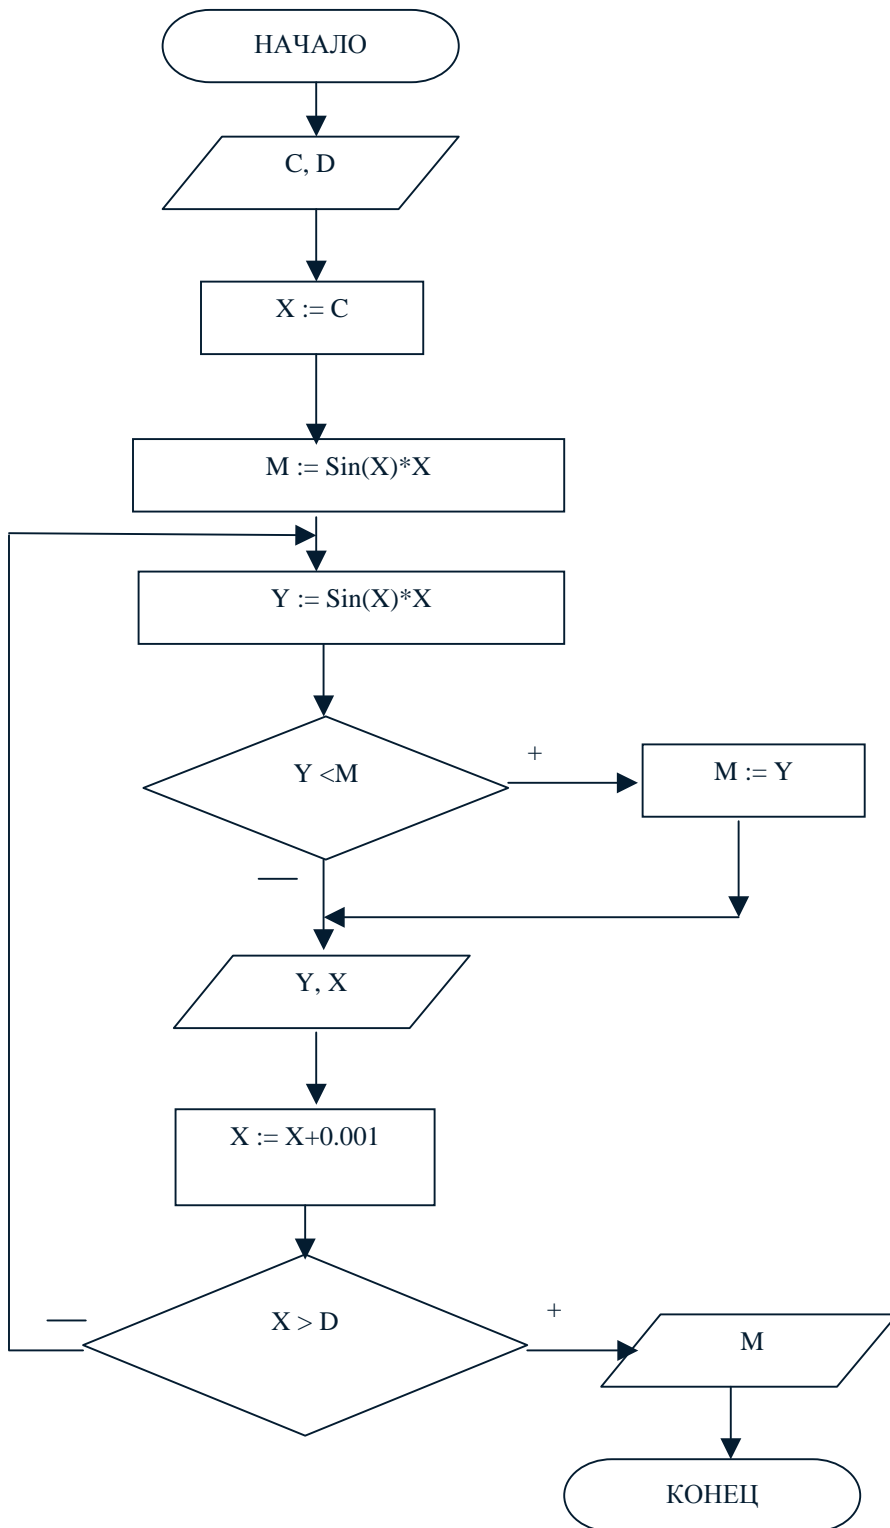 НАЧАЛО
C, D
X := C
M := Sin(X)*X
Y := Sin(X)*X
Y <M
+
M := Y
—
Y, X
X := X+0.001
X > D
—
+
M
КОНЕЦ